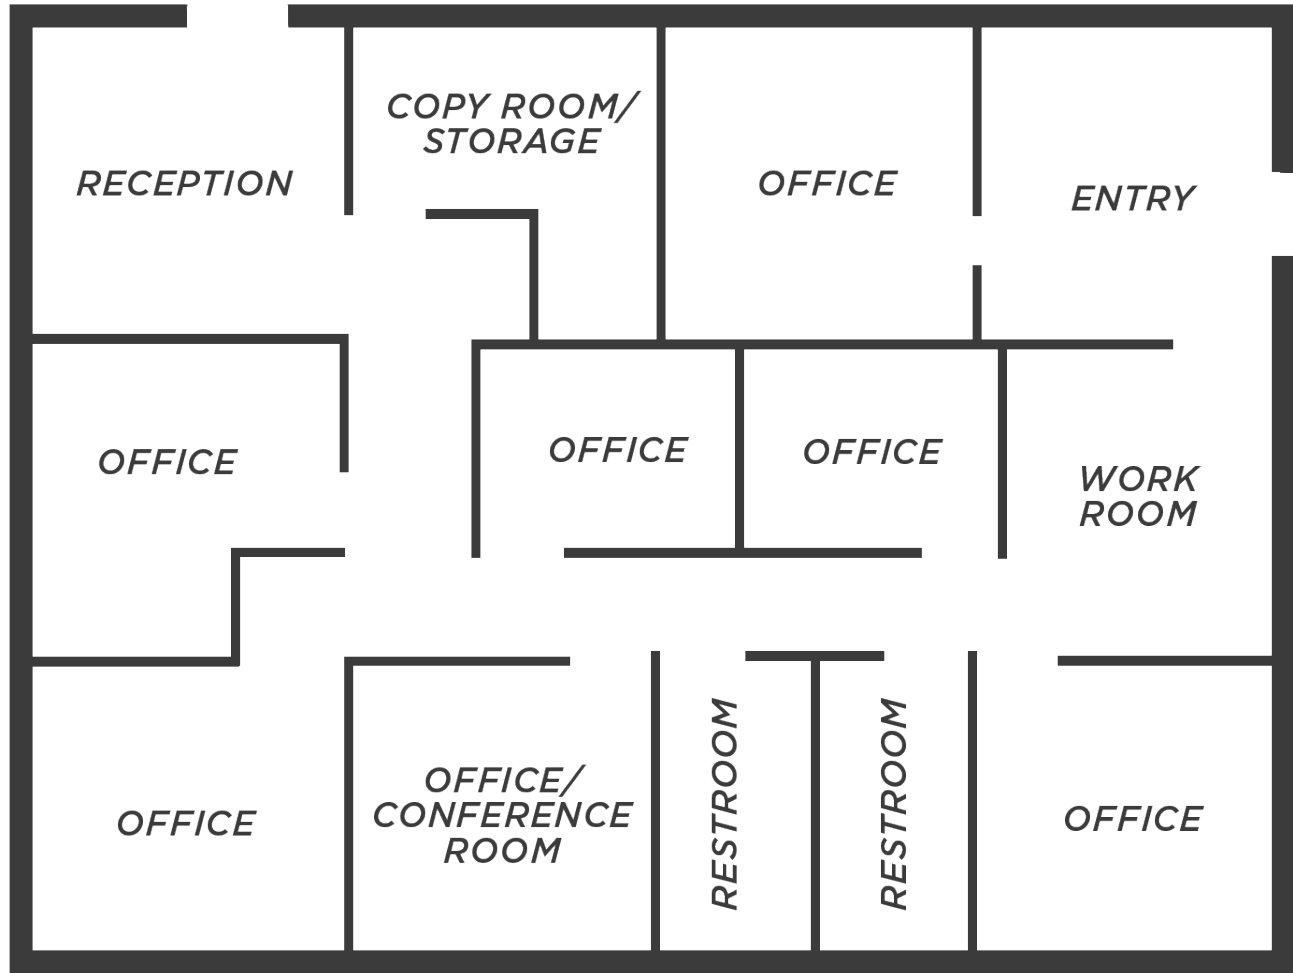 RECEPTION
COPY ROOM/
STORAGE
OFFICE
ENTRY
OFFICE
OFFICE
OFFICE
WORK
ROOM
OFFICE
OFFICE/
CONFERENCE
ROOM
RESTROOM
RESTROOM
OFFICE